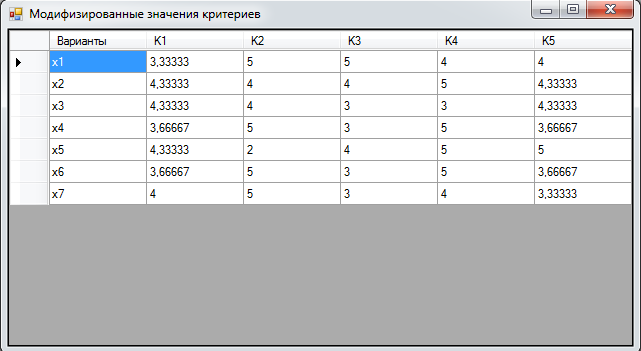 Модифизированные значения критериев
Варианты K1 K2 K3 K4 K5
x1 3,33333 5 5 4 4
x2 4,33333 4 4 5 4,33333
x3 4,33333 4 3 3 4,33333
x4 3,66667 5 3 5 3,66667
x5 4,33333 2 4 5 5
x6 3,66667 5 3 5 3,66667
x7 4 5 3 4 3,33333